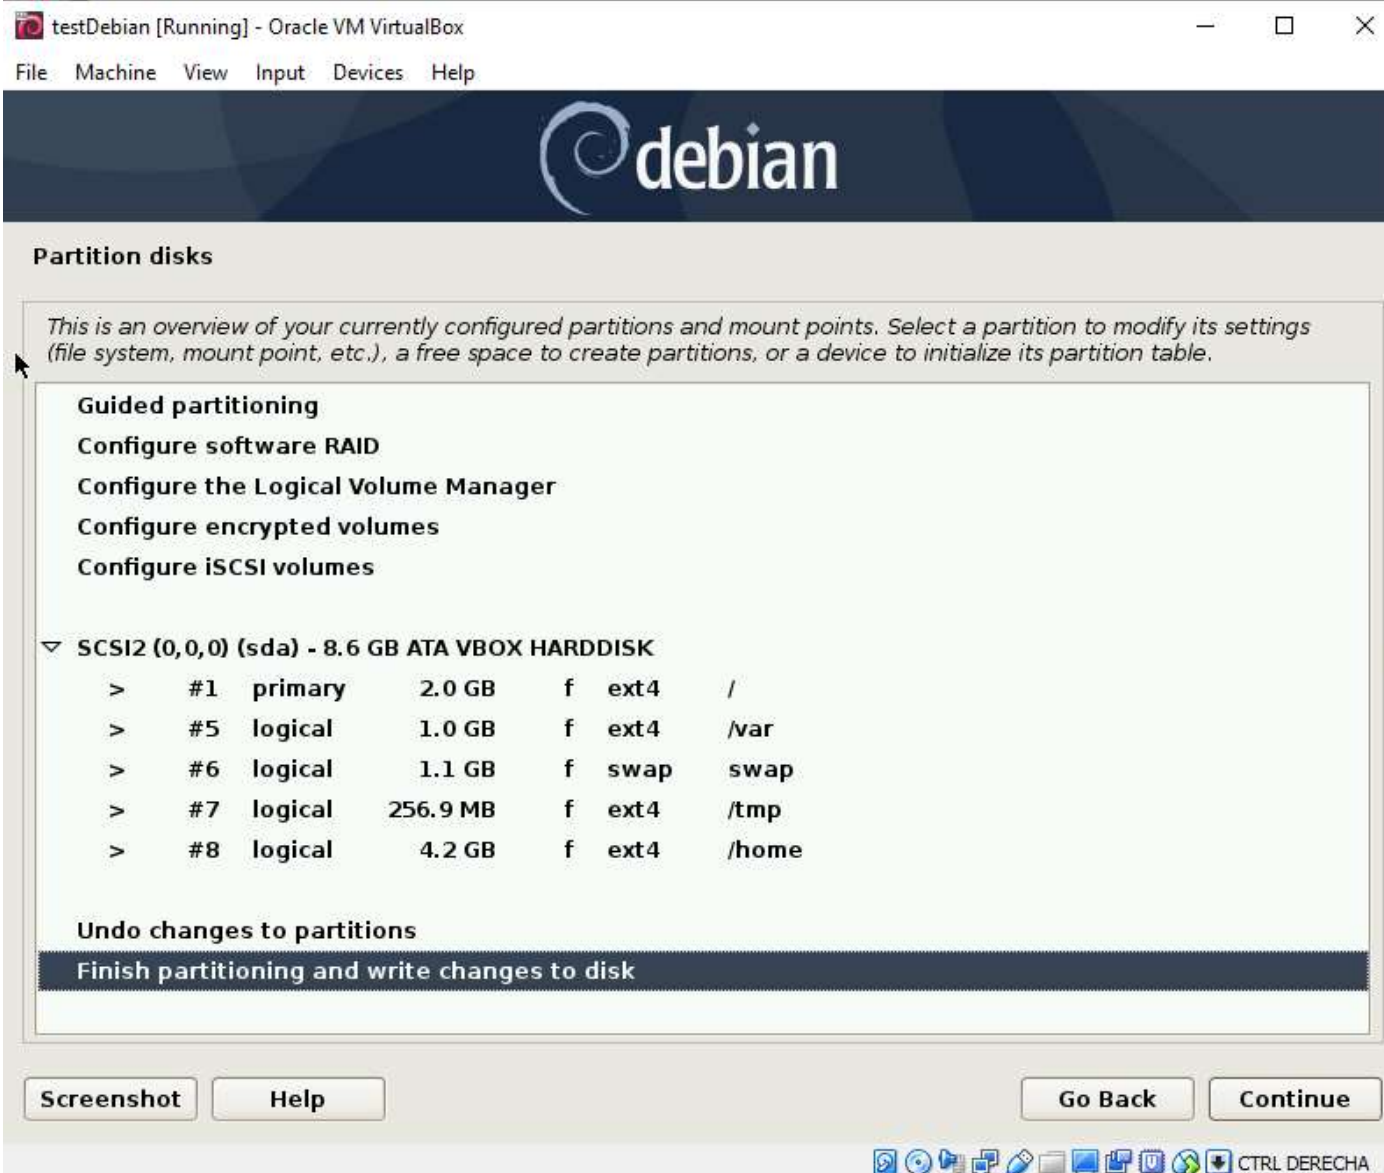 testDebian [Running] - Oracle VM VirtualBox
File Machine View Input Devices Help
debian
Partition disks
This is an overview of your currently configured partitions and mount points. Select a partition to modify its settings
(file system, mount point, etc.), a free space to create partitions, or a device to initialize its partition table.
Guided partitioning
Configure software RAID
Configure the Logical Volume Manager
Configure encrypted volumes
Configure iSCSI volumes
SCSI2 (0,0,0) (sda) - 8.6 GB ATA VBOX HARDDISK
> #1 primary 2.0 GB f ext4 /
> #5 logical 1.0 GB f ext4 /var
> #6 logical 1.1 GB f swap swap
> #7 logical 256.9 MB f ext4 /tmp
> #8 logical 4.2 GB f ext4 /home
Undo changes to partitions
Finish partitioning and write changes to disk
Screenshot Help Go Back Continue
CTRL DERECHA